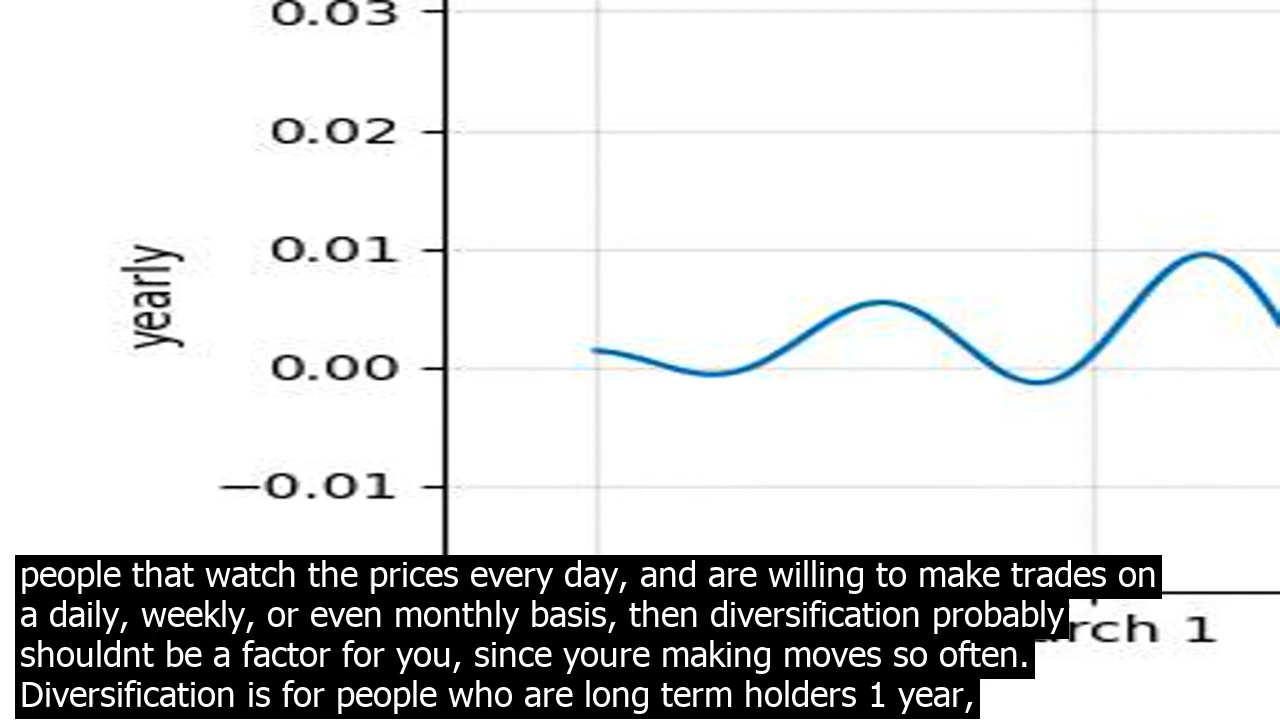 0.03
0.02
0.01
0.00
−0.01
yearly
rch 1
people that watch the prices every day, and are willing to make trades on
a daily, weekly, or even monthly basis, then diversification probably
shouldnt be a factor for you, since youre making moves so often.
Diversification is for people who are long term holders 1 year,